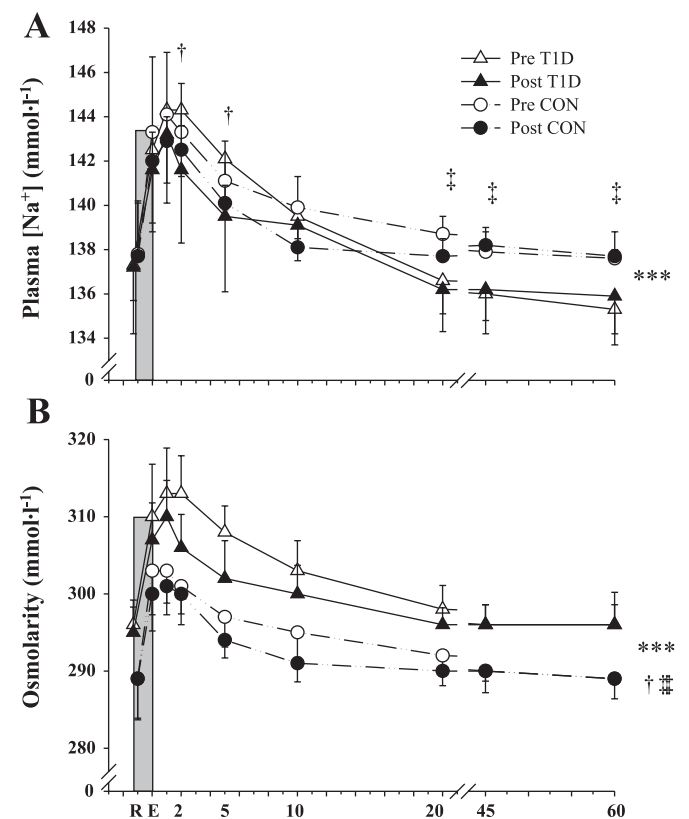 A
148
146
144
142
140
138
136
134
0
Plasma [Na⁺] (mmol·l⁻¹)
Pre T1D
Post T1D
Pre CON
Post CON
†
†
‡
‡
‡
***
B
320
310
300
290
280
0
Osmolarity (mmol·l⁻¹)
***
† ⧻
R E 2 5 10 20 45 60